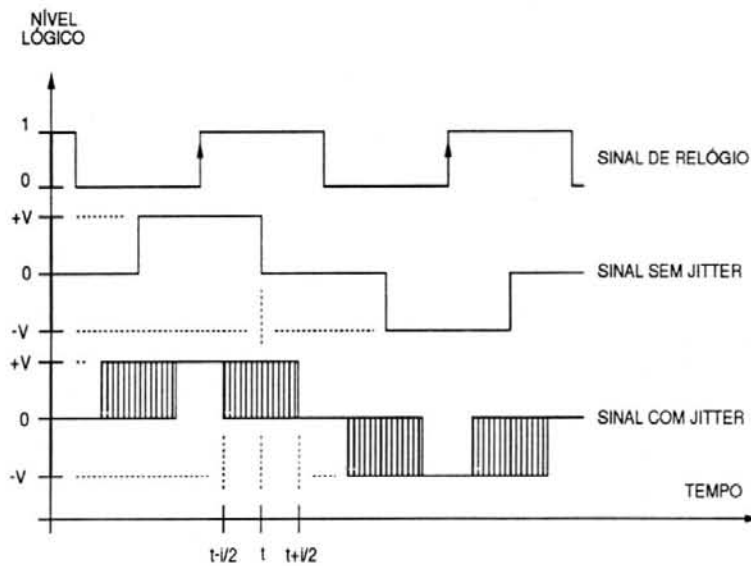 NÍVEL
LÓGICO
1
0
SINAL DE RELÓGIO
+V
0
SINAL SEM JITTER
-V
+V
0
SINAL COM JITTER
-V
TEMPO
t-i/2 t t+i/2